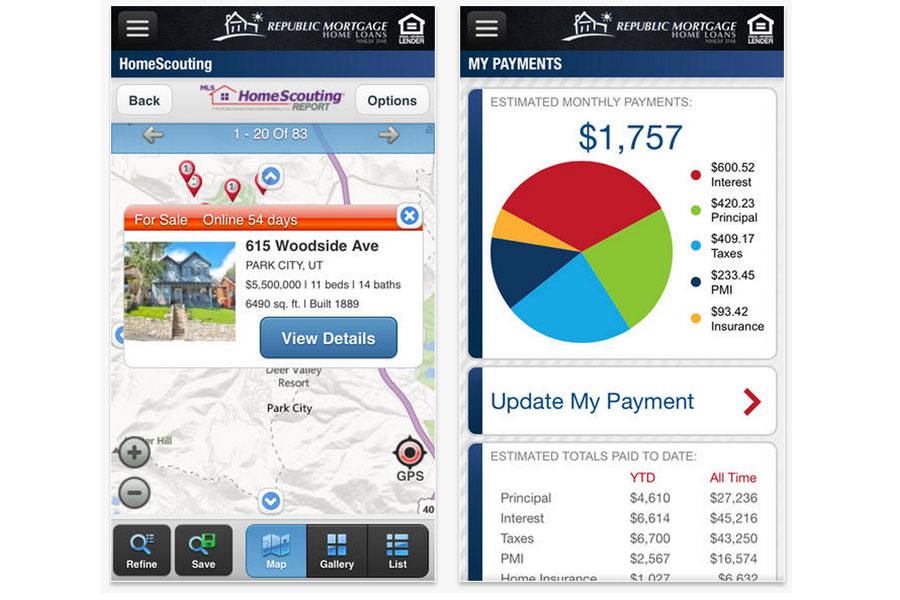 REPUBLIC MORTGAGE
HOME LOANS
NMLS# 3148
LENDER
HomeScouting
Back
MLS
HomeScouting
REPORT
Options
1 - 20 Of 83
1
1
For Sale Online 54 days
615 Woodside Ave
PARK CITY, UT
$5,500,000 | 11 beds | 14 baths
6490 sq. ft. | Built 1889
View Details
Deer Valley
Resort
Park City
Hill
GPS
40
Refine
Save
Map
Gallery
List
REPUBLIC MORTGAGE
HOME LOANS
NMLS# 3148
LENDER
MY PAYMENTS
ESTIMATED MONTHLY PAYMENTS:
$1,757
$600.52
Interest
$420.23
Principal
$409.17
Taxes
$233.45
PMI
$93.42
Insurance
Update My Payment
ESTIMATED TOTALS PAID TO DATE:
YTD All Time
Principal $4,610 $27,236
Interest $6,614 $45,216
Taxes $6,700 $43,250
PMI $2,567 $16,574
Home Insurance $1,027 $6,632